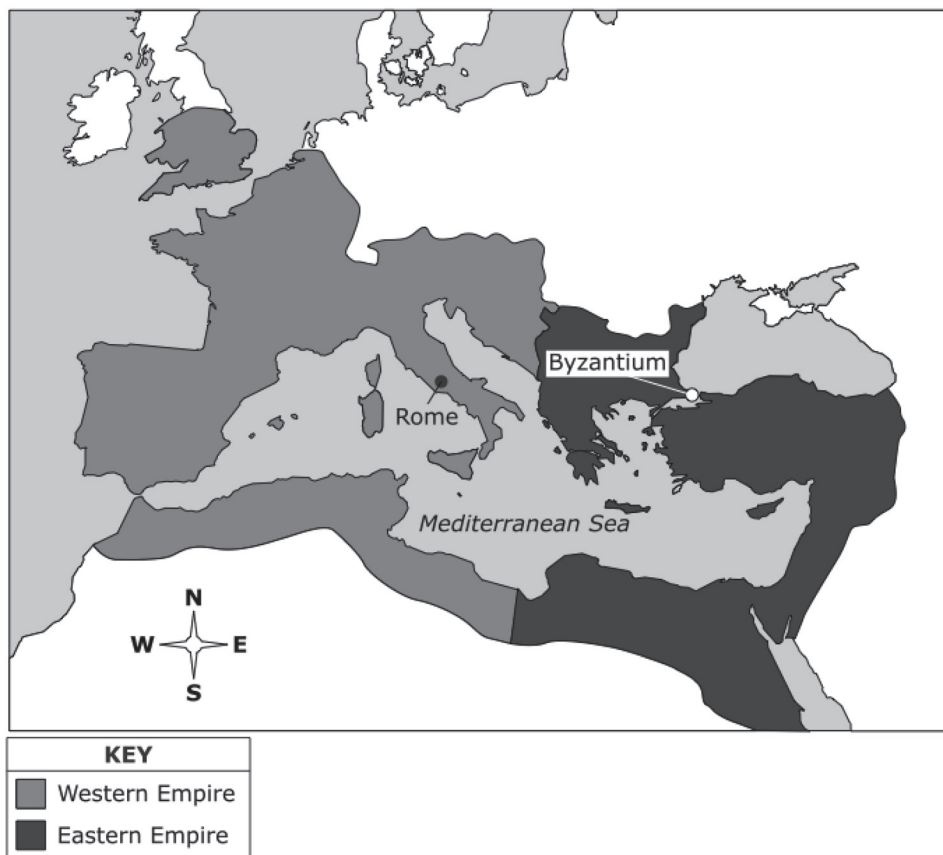 Byzantium
Rome
Mediterranean Sea
N
W E
S
KEY
Western Empire
Eastern Empire